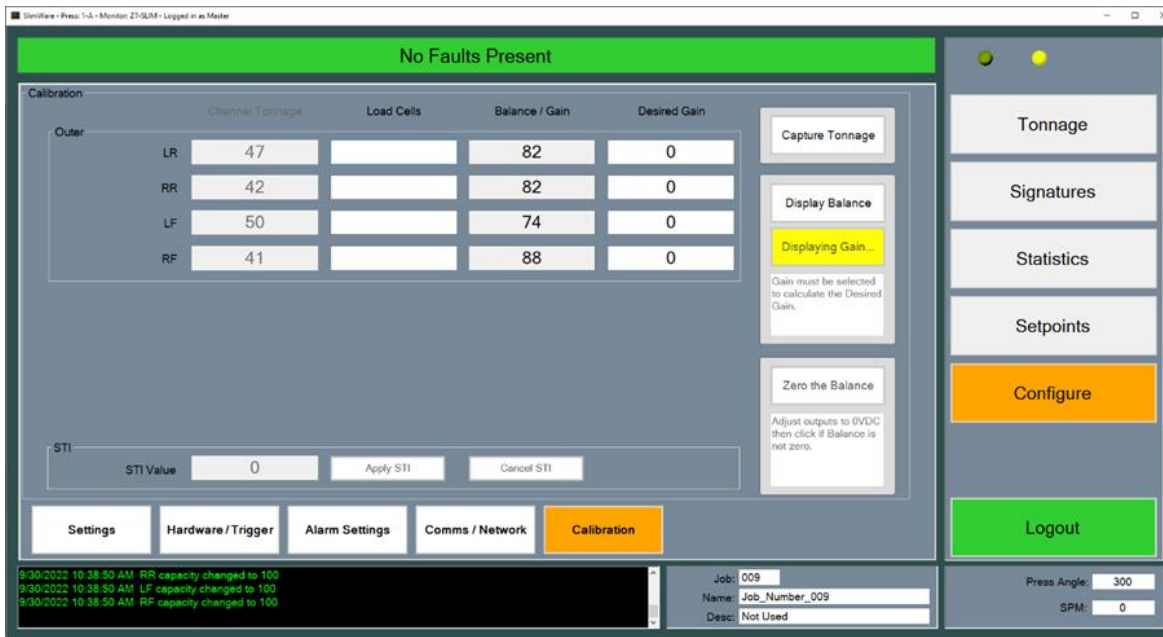 SlimWare - Press: 1-A - Monitor: Z7-SLIM - Logged in as Master
No Faults Present
Calibration
Channel Tonnage Load Cells Balance / Gain Desired Gain
Outer
LR 47 82 0
RR 42 82 0
LF 50 74 0
RF 41 88 0
Capture Tonnage
Display Balance
Displaying Gain...
Gain must be selected
to calculate the Desired
Gain.
Zero the Balance
Adjust outputs to 0VDC
then click if Balance is
not zero.
STI
STI Value 0 Apply STI Cancel STI
Settings Hardware / Trigger Alarm Settings Comms / Network Calibration
Tonnage
Signatures
Statistics
Setpoints
Configure
Logout
9/30/2022 10:38:50 AM RR capacity changed to 100
9/30/2022 10:38:50 AM LF capacity changed to 100
9/30/2022 10:38:50 AM RF capacity changed to 100
Job: 009
Name: Job_Number_009
Desc: Not Used
Press Angle: 300
SPM: 0